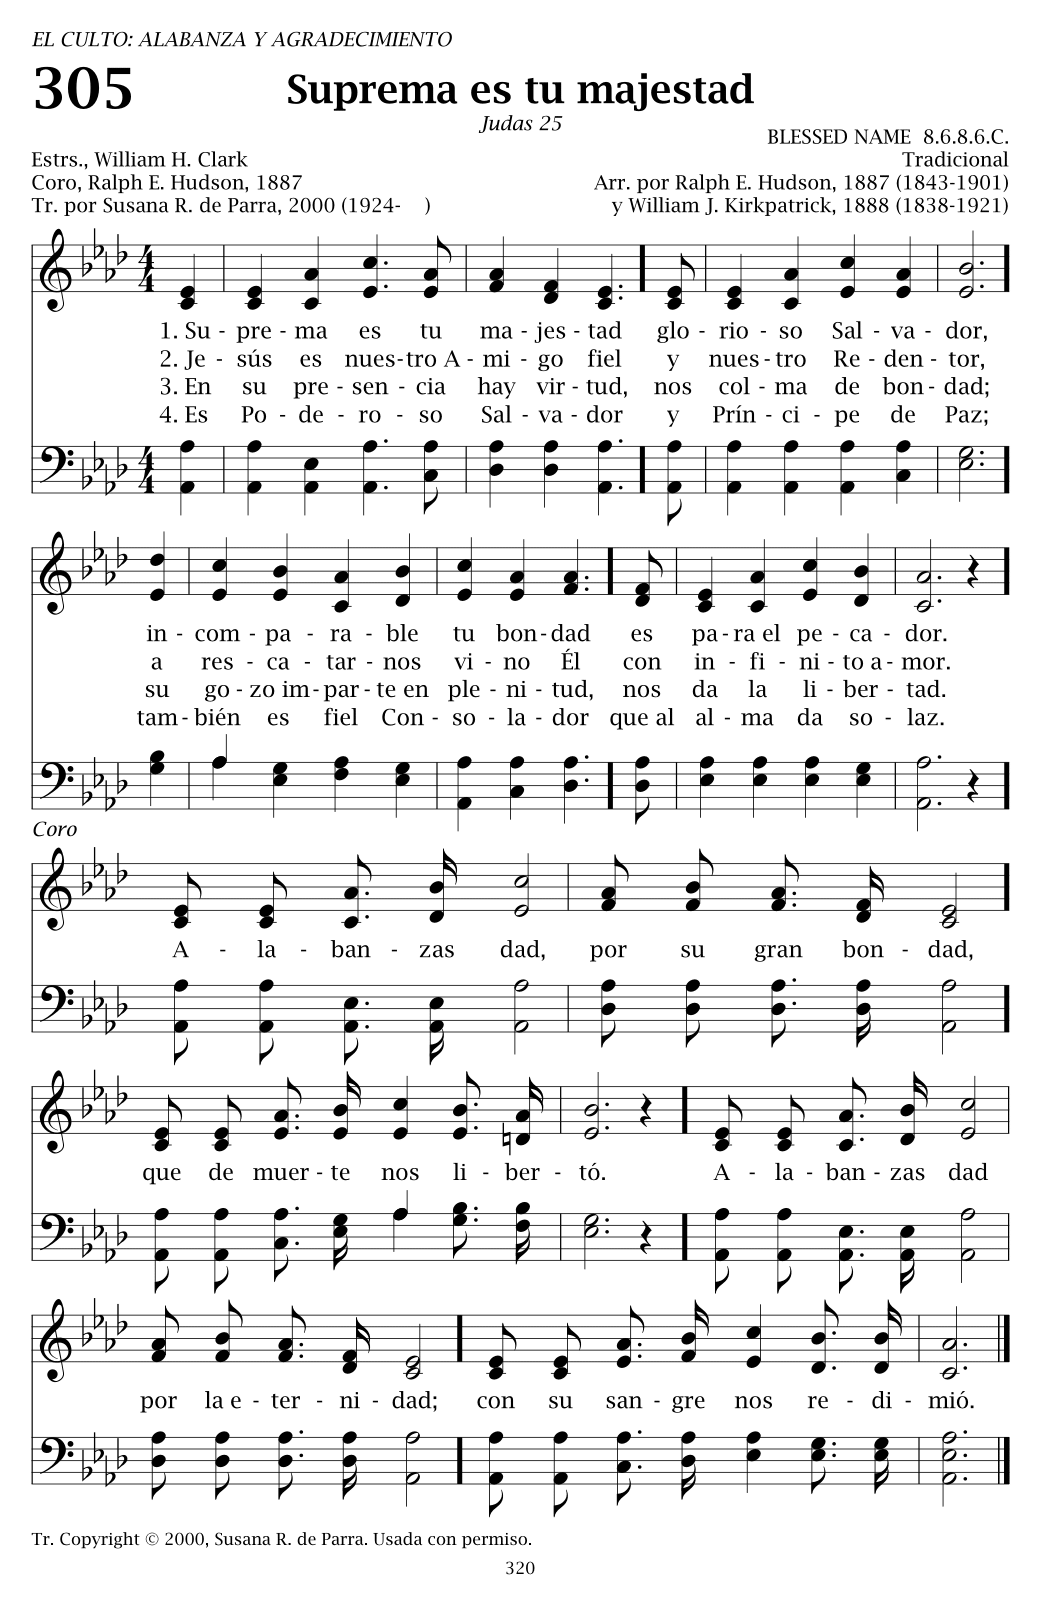 EL CULTO: ALABANZA Y AGRADECIMIENTO
305 Suprema es tu majestad
Judas 25
BLESSED NAME 8.6.8.6.C.
Estrs., William H. Clark Tradicional
Coro, Ralph E. Hudson, 1887 Arr. por Ralph E. Hudson, 1887 (1843-1901)
Tr. por Susana R. de Parra, 2000 (1924- ) y William J. Kirkpatrick, 1888 (1838-1921)
1. Su - pre - ma es tu ma - jes - tad glo - rio - so Sal - va - dor,
2. Je - sús es nues - tro A - mi - go fiel y nues - tro Re - den - tor,
3. En su pre - sen - cia hay vir - tud, nos col - ma de bon - dad;
4. Es Po - de - ro - so Sal - va - dor y Prín - ci - pe de Paz;
in - com - pa - ra - ble tu bon - dad es pa - ra el pe - ca - dor.
a res - ca - tar - nos vi - no Él con in - fi - ni - to a - mor.
su go - zo im - par - te en ple - ni - tud, nos da la li - ber - tad.
tam - bién es fiel Con - so - la - dor que al al - ma da so - laz.
Coro
A - la - ban - zas dad, por su gran bon - dad,
que de muer - te nos li - ber - tó. A - la - ban - zas dad
por la e - ter - ni - dad; con su san - gre nos re - di - mió.
Tr. Copyright © 2000, Susana R. de Parra. Usada con permiso.
320